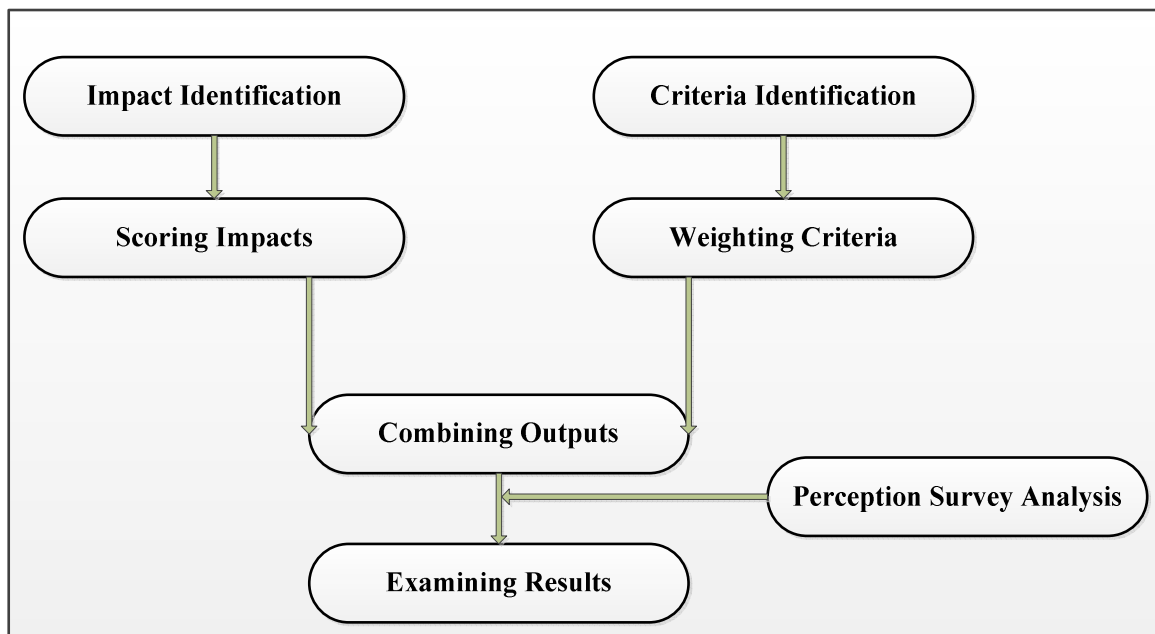 Impact Identification
Criteria Identification
Scoring Impacts
Weighting Criteria
Combining Outputs
Perception Survey Analysis
Examining Results